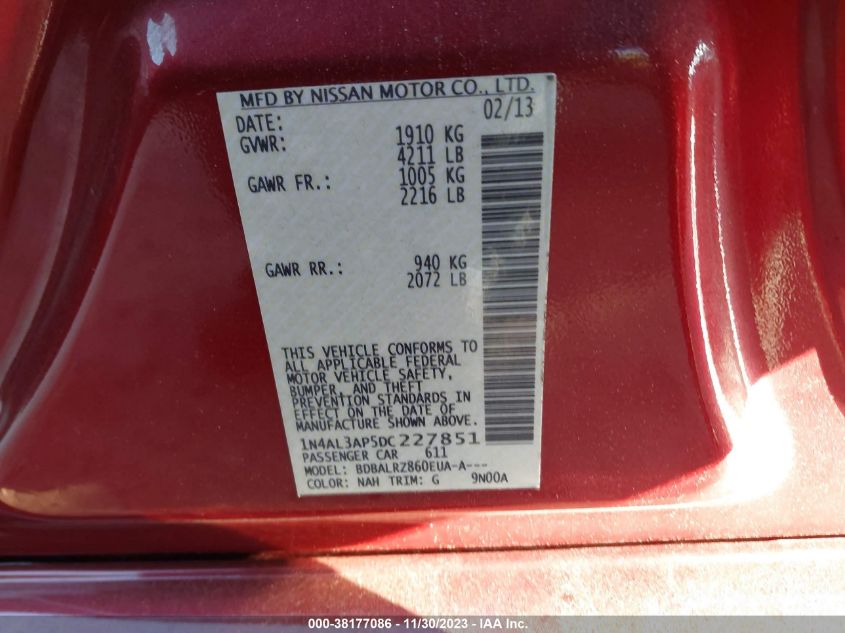 MFD BY NISSAN MOTOR CO., LTD.
DATE: 02/13
GVWR: 1910 KG
4211 LB
GAWR FR.: 1005 KG
2216 LB
GAWR RR.: 940 KG
2072 LB
THIS VEHICLE CONFORMS TO
ALL APPLICABLE FEDERAL
MOTOR VEHICLE SAFETY,
BUMPER, AND THEFT
PREVENTION STANDARDS IN
EFFECT ON THE DATE OF
MANUFACTURE SHOWN ABOVE.
1N4AL3AP5DC227851
PASSENGER CAR 611
MODEL: BDBALRZ860EUA-A---
COLOR: NAH TRIM: G 9N00A
000-38177086 - 11/30/2023 - IAA Inc.